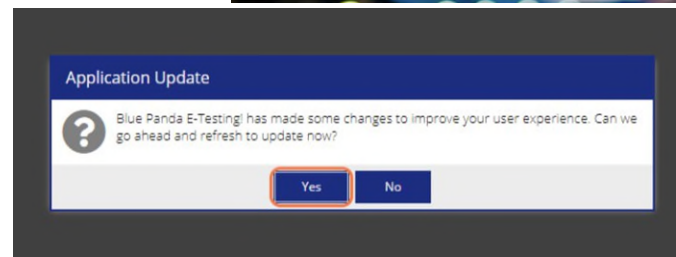 Application Update
Blue Panda E-Testing! has made some changes to improve your user experience. Can we
go ahead and refresh to update now?
Yes No